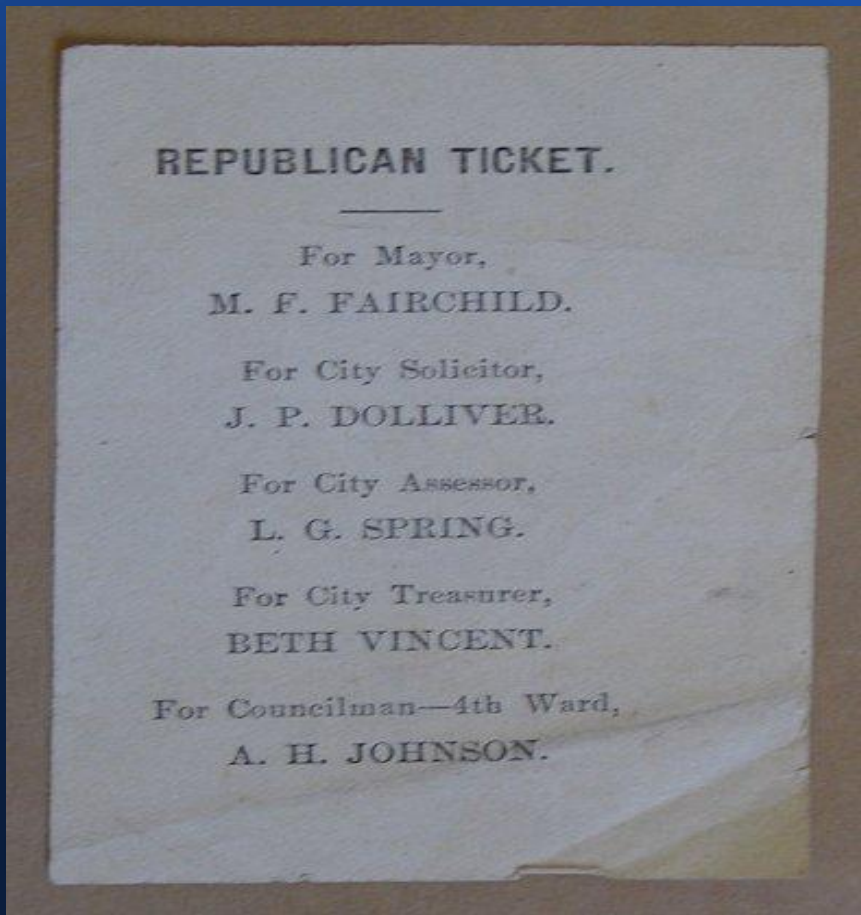 REPUBLICAN TICKET.
For Mayor,
M. F. FAIRCHILD.
For City Solicitor,
J. P. DOLLIVER.
For City Assessor,
L. G. SPRING.
For City Treasurer,
BETH VINCENT.
For Councilman—4th Ward,
A. H. JOHNSON.